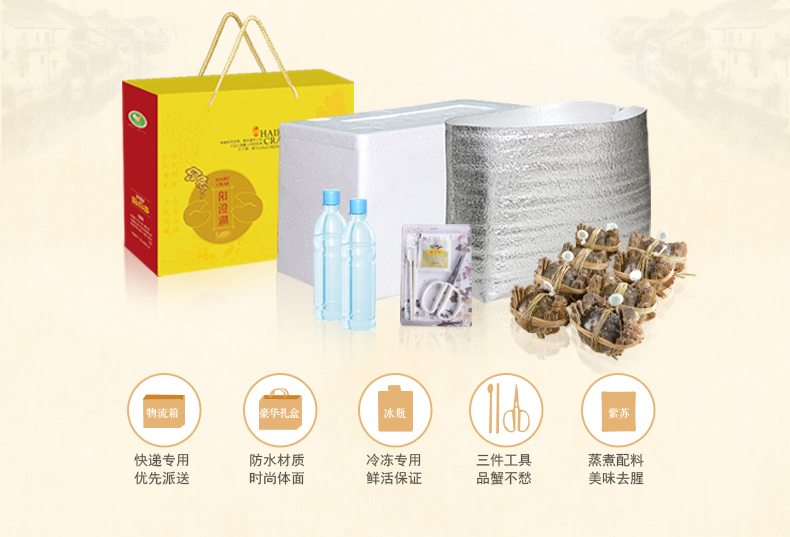 HAIRY
CRAB
HAIRY
CRAB
阳澄湖
物流箱
豪华礼盒
冰瓶
紫苏
快递专用
优先派送
防水材质
时尚体面
冷冻专用
鲜活保证
三件工具
品蟹不愁
蒸煮配料
美味去腥